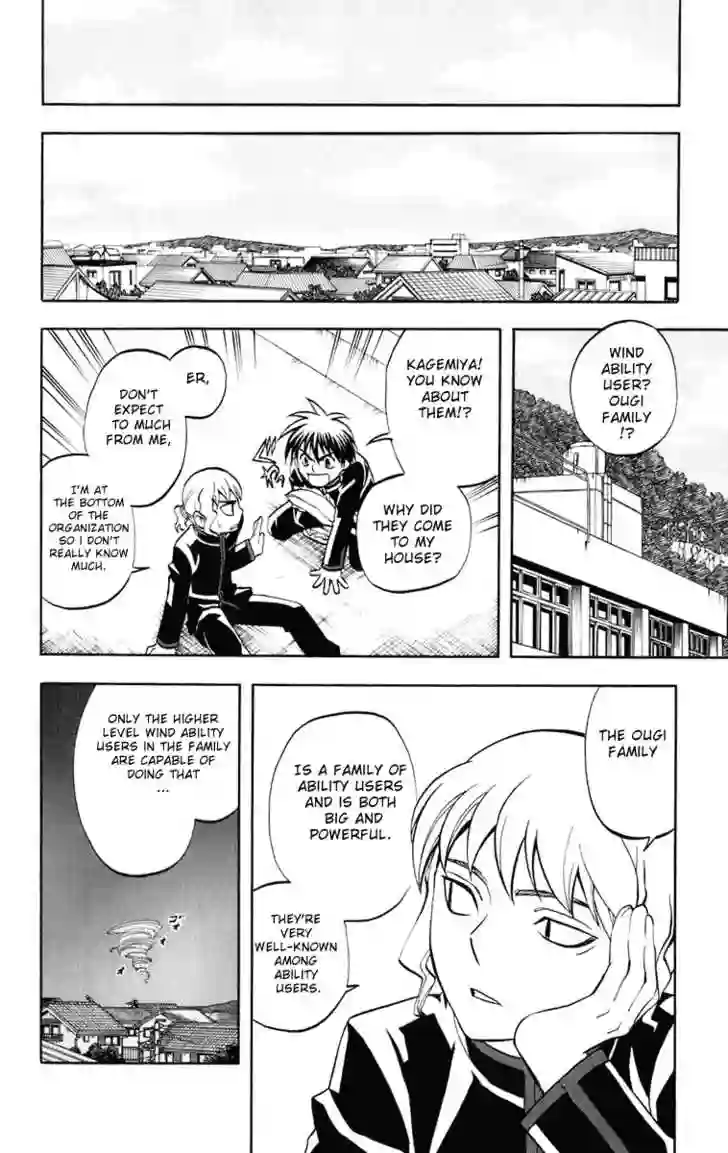 WIND
ABILITY
USER?
OUGI
FAMILY
!?
KAGEMIYA!
YOU KNOW
ABOUT
THEM!?
WHY DID
THEY COME
TO MY
HOUSE?
ER,
DON'T
EXPECT
TO MUCH
FROM ME,
I'M AT
THE BOTTOM
OF THE
ORGANIZATION
SO I DON'T
REALLY KNOW
MUCH.
THE OUGI
FAMILY
IS A FAMILY OF
ABILITY USERS
AND IS BOTH
BIG AND
POWERFUL.
THEY'RE
VERY
WELL-KNOWN
AMONG
ABILITY
USERS.
ONLY THE HIGHER
LEVEL WIND ABILITY
USERS IN THE FAMILY
ARE CAPABLE OF
DOING THAT
...